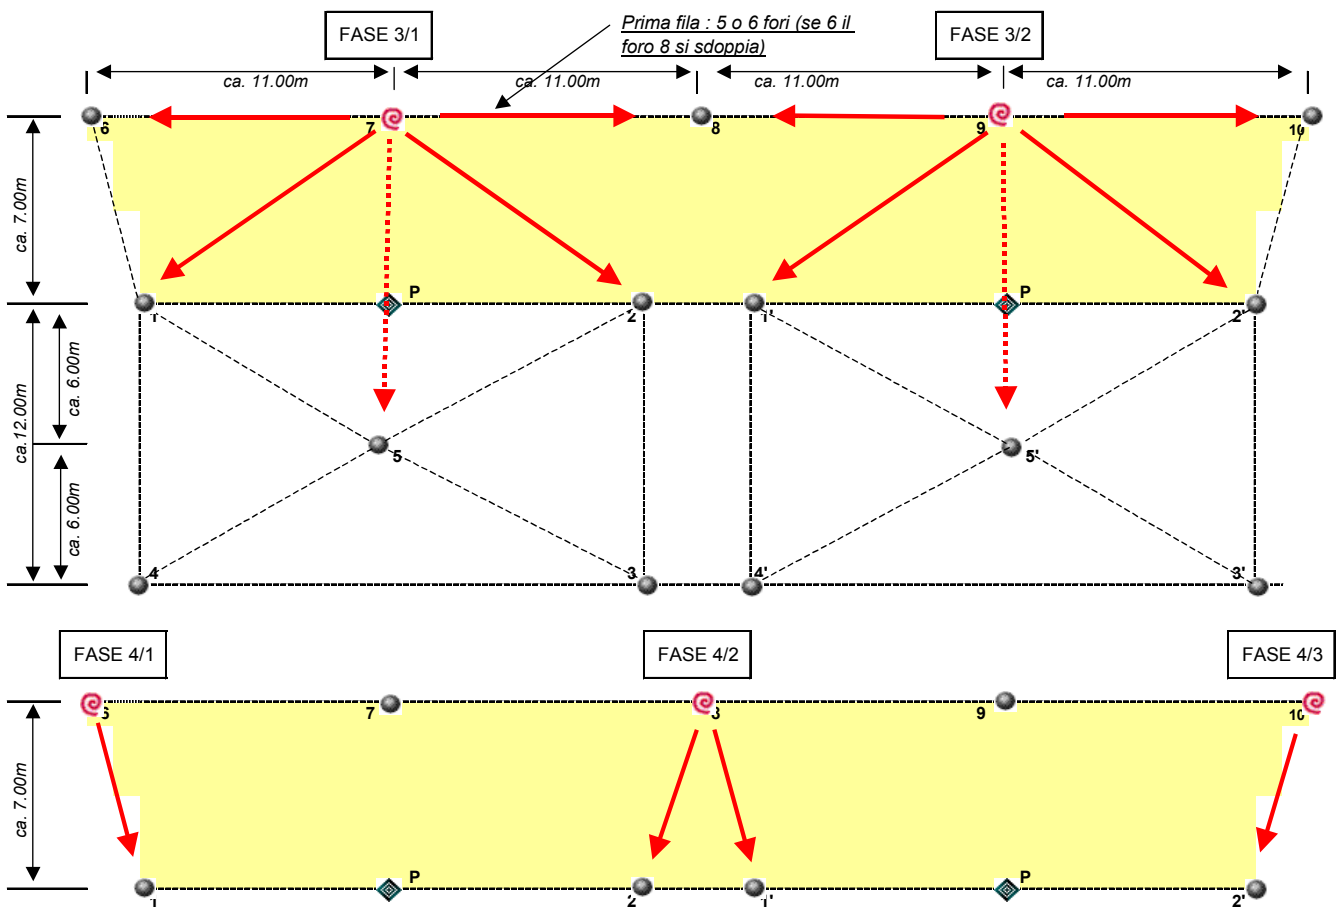 FASE 3/1
Prima fila : 5 o 6 fori (se 6 il
foro 8 si sdoppia)
FASE 3/2
ca. 11.00m
ca. 11.00m
ca. 11.00m
ca. 11.00m
6
7
8
9
10
ca. 7.00m
P
P
1
2
1'
2'
ca.12.00m
ca. 6.00m
5
5'
ca. 6.00m
4
3
4'
3'
FASE 4/1
FASE 4/2
FASE 4/3
6
7
8
9
10
ca. 7.00m
P
P
1
2
1'
2'